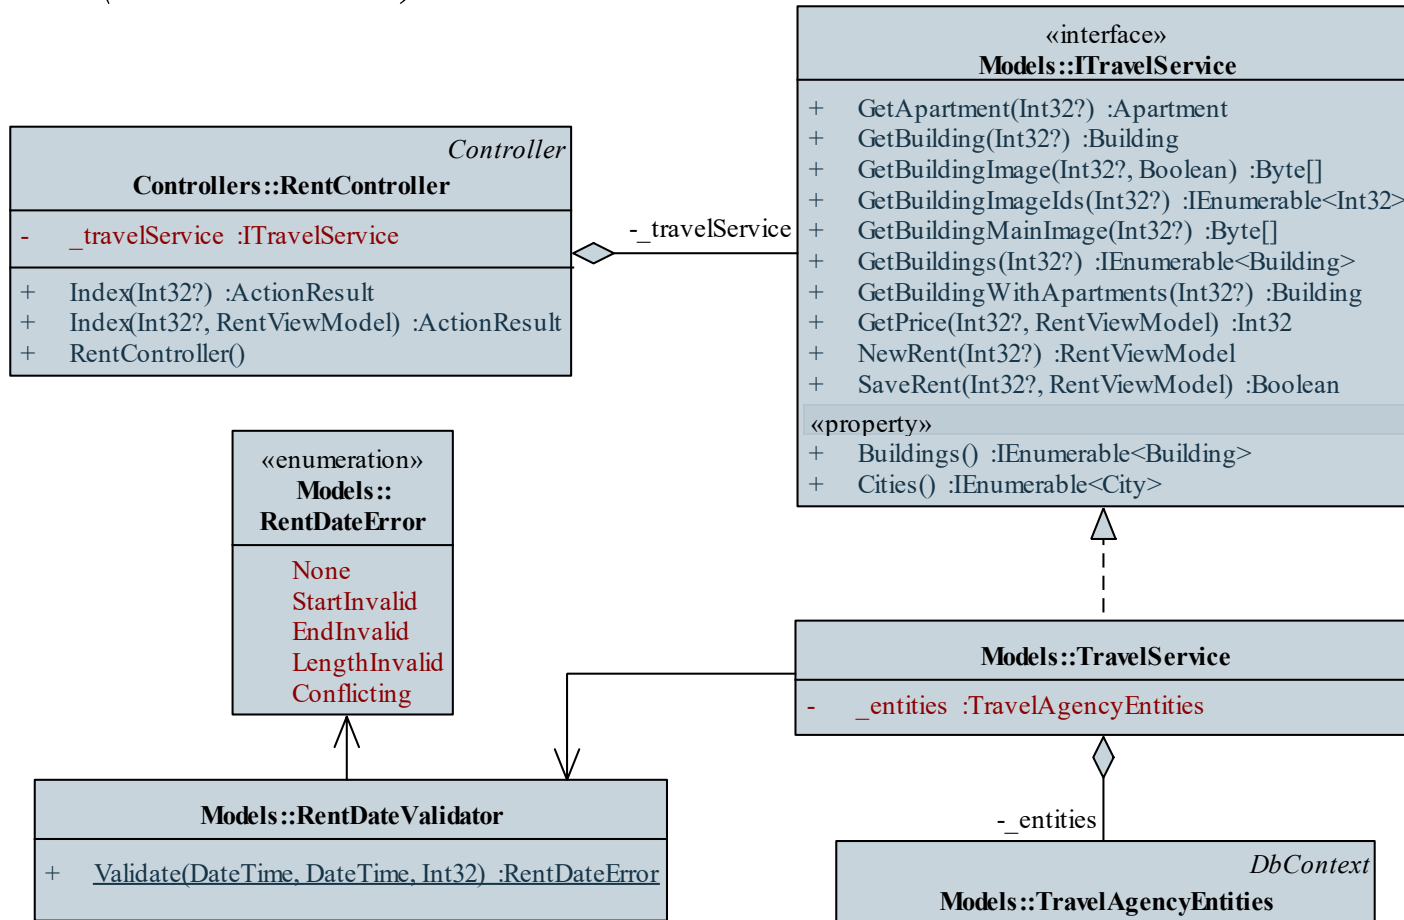 Controller
Controllers::RentController
- _travelService :ITravelService
+ Index(Int32?) :ActionResult
+ Index(Int32?, RentViewModel) :ActionResult
+ RentController()
-_travelService
«interface»
Models::ITravelService
+ GetApartment(Int32?) :Apartment
+ GetBuilding(Int32?) :Building
+ GetBuildingImage(Int32?, Boolean) :Byte[]
+ GetBuildingImageIds(Int32?) :IEnumerable<Int32>
+ GetBuildingMainImage(Int32?) :Byte[]
+ GetBuildings(Int32?) :IEnumerable<Building>
+ GetBuildingWithApartments(Int32?) :Building
+ GetPrice(Int32?, RentViewModel) :Int32
+ NewRent(Int32?) :RentViewModel
+ SaveRent(Int32?, RentViewModel) :Boolean
«property»
+ Buildings() :IEnumerable<Building>
+ Cities() :IEnumerable<City>
«enumeration»
Models::
RentDateError
None
StartInvalid
EndInvalid
LengthInvalid
Conflicting
Models::TravelService
- _entities :TravelAgencyEntities
Models::RentDateValidator
+ Validate(DateTime, DateTime, Int32) :RentDateError
-_entities
DbContext
Models::TravelAgencyEntities